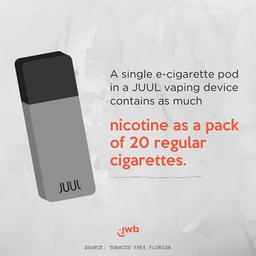 A single e-cigarette pod
in a JUUL vaping device
contains as much
nicotine as a pack
of 20 regular
cigarettes.
JUUL
jwb
SOURCE: TOBACCO FREE FLORIDA